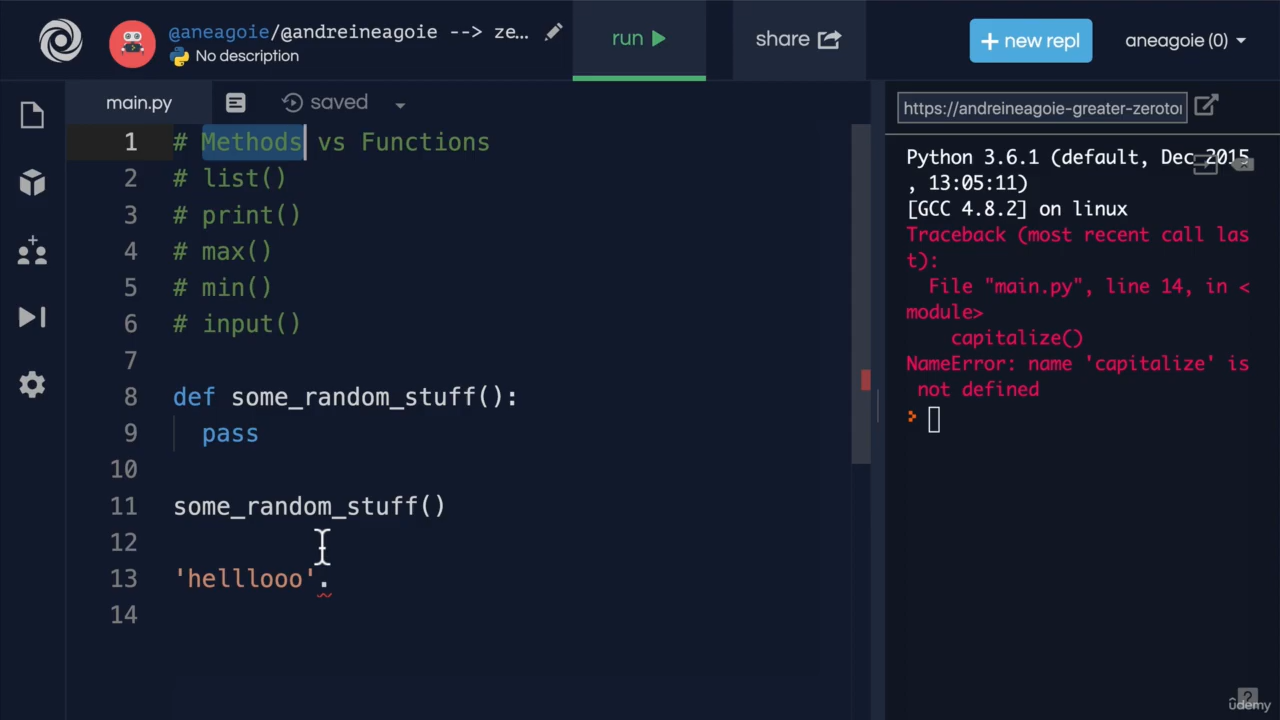 @aneagoie/@andreineagoie --> ze...
No description
run
share
+ new repl
aneagoie (0)
main.py
saved
https://andreineagoie-greater-zerotor
1 # Methods vs Functions
2 # list()
3 # print()
4 # max()
5 # min()
6 # input()
7
8 def some_random_stuff():
9 pass
10
11 some_random_stuff()
12
13 'helllooo'.
14
Python 3.6.1 (default, Dec 2015
, 13:05:11)
[GCC 4.8.2] on linux
Traceback (most recent call las
t):
File "main.py", line 14, in <
module>
capitalize()
NameError: name 'capitalize' is
not defined
?
ûdemy